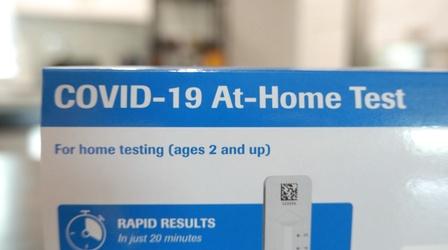 COVID-19 At-Home Test
For home testing (ages 2 and up)
RAPID RESULTS
In just 20 minutes